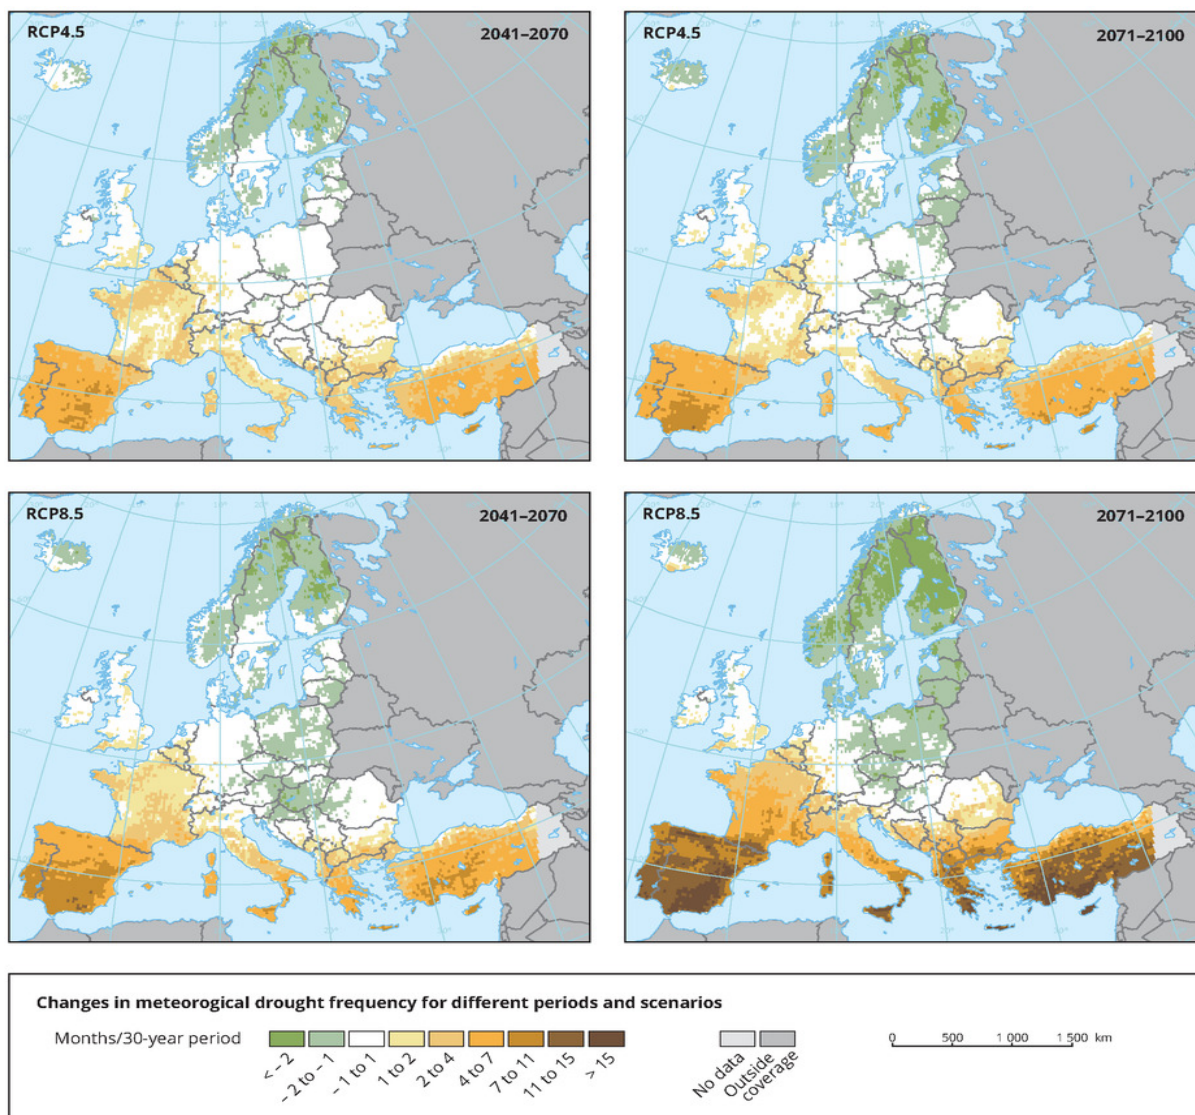 RCP4.5
2041–2070
RCP4.5
2071–2100
RCP8.5
2041–2070
RCP8.5
2071–2100
Changes in meteorogical drought frequency for different periods and scenarios
Months/30-year period
< – 2
– 2 to – 1
– 1 to 1
1 to 2
2 to 4
4 to 7
7 to 11
11 to 15
> 15
No data
Outside coverage
0 500 1 000 1 500 km